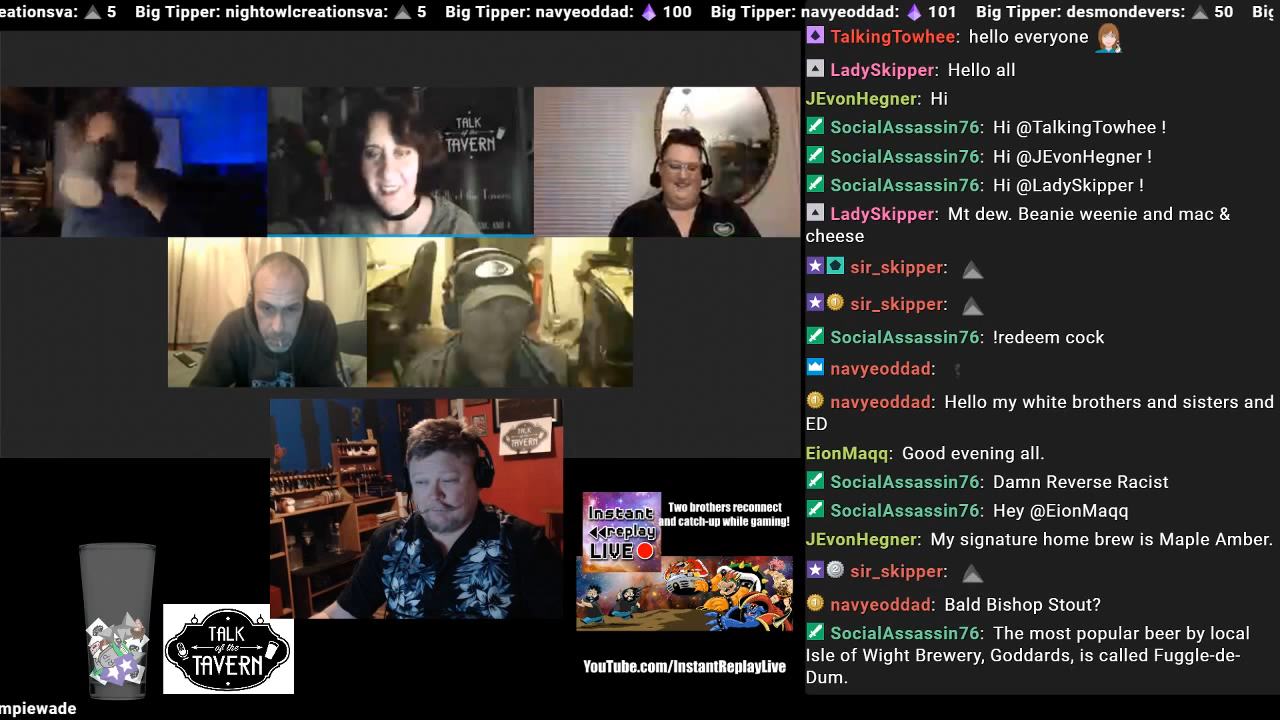 eationsva: 5 Big Tipper: nightowlcreationsva: 5 Big Tipper: navyeoddad: 100 Big Tipper: navyeoddad: 101 Big Tipper: desmondevers: 50 Big
TALK
of the
TAVERN
TALK
of the
TAVERN
Instant
replay
LIVE
Two brothers reconnect
and catch-up while gaming!
TALK
of the
TAVERN
YouTube.com/InstantReplayLive
mpiewade
TalkingTowhee: hello everyone
LadySkipper: Hello all
JEvonHegner: Hi
SocialAssassin76: Hi @TalkingTowhee !
SocialAssassin76: Hi @JEvonHegner !
SocialAssassin76: Hi @LadySkipper !
LadySkipper: Mt dew. Beanie weenie and mac &
cheese
sir_skipper:
sir_skipper:
SocialAssassin76: !redeem cock
navyeoddad:
navyeoddad: Hello my white brothers and sisters and
ED
EionMaqq: Good evening all.
SocialAssassin76: Damn Reverse Racist
SocialAssassin76: Hey @EionMaqq
JEvonHegner: My signature home brew is Maple Amber.
sir_skipper:
navyeoddad: Bald Bishop Stout?
SocialAssassin76: The most popular beer by local
Isle of Wight Brewery, Goddards, is called Fuggle-de-
Dum.